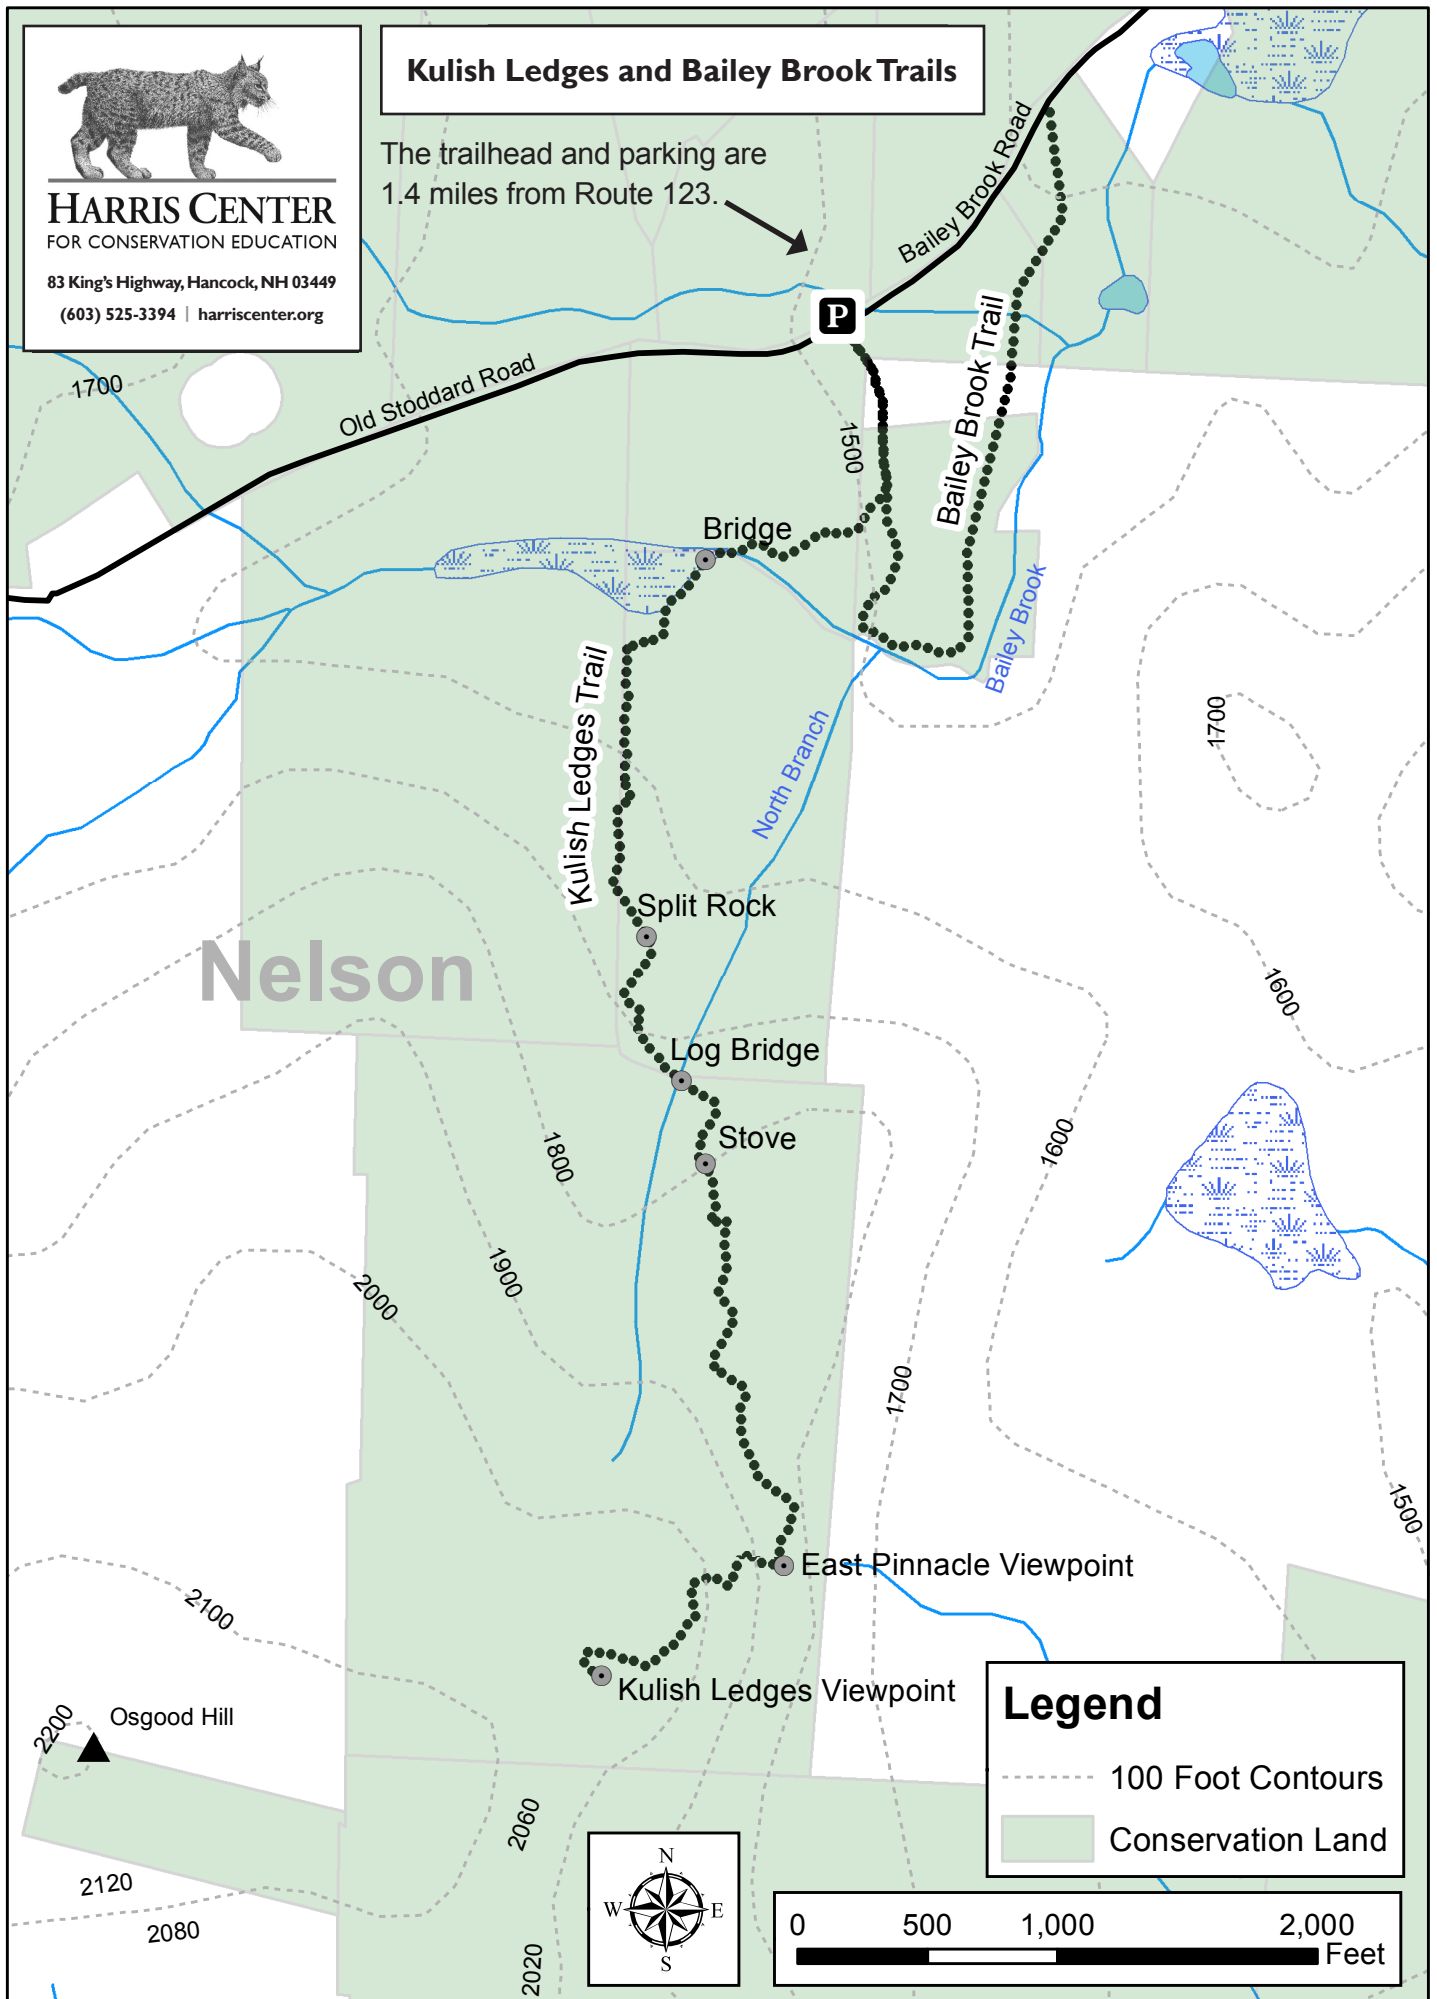 HARRIS CENTER
FOR CONSERVATION EDUCATION
83 King's Highway, Hancock, NH 03449
(603) 525-3394 | harriscenter.org
Kulish Ledges and Bailey Brook Trails
The trailhead and parking are
1.4 miles from Route 123.
Bailey Brook Road
P
Old Stoddard Road
1700
1500
Bailey Brook Trail
Bridge
Bailey Brook
Kulish Ledges Trail
North Branch
1700
Split Rock
Nelson
1600
Log Bridge
Stove
1600
1800
1900
2000
1700
1500
East Pinnacle Viewpoint
2100
Kulish Ledges Viewpoint
2200
Osgood Hill
2060
2120
2080
2020
N
W E
S
Legend
100 Foot Contours
Conservation Land
0 500 1,000 2,000
Feet